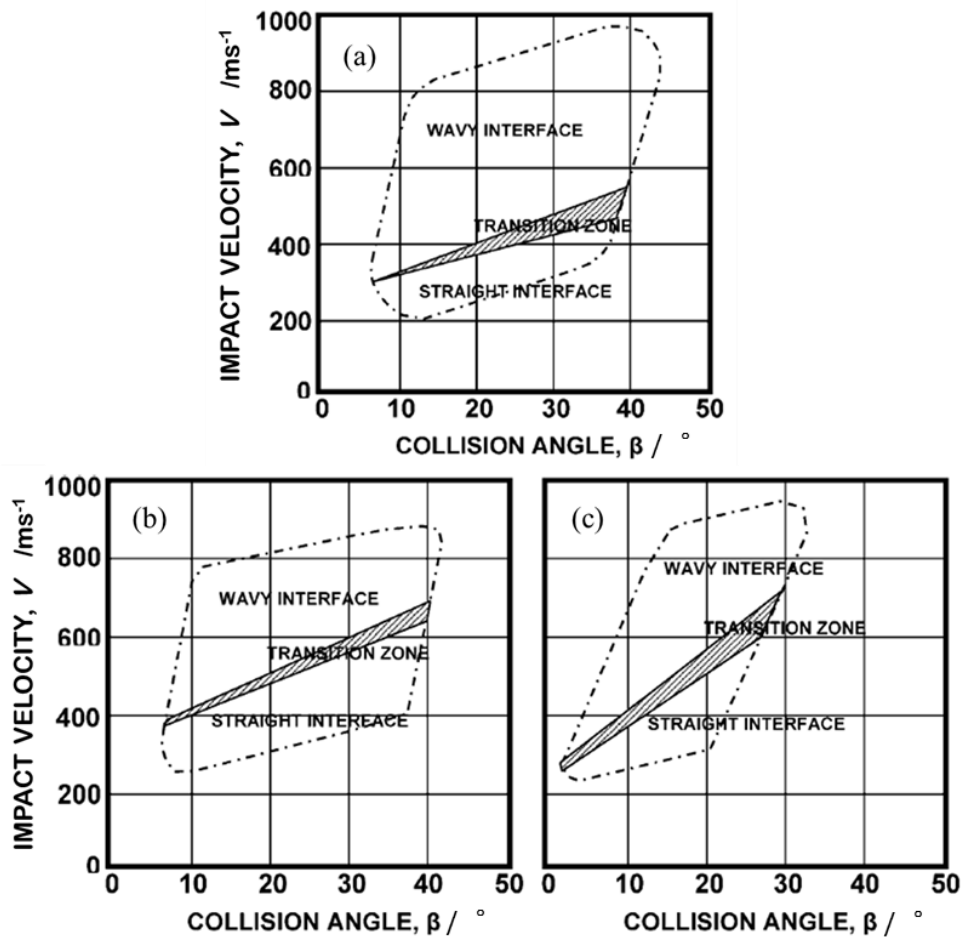 1000
(a)
800
WAVY INTERFACE
600
TRANSITION ZONE
400
STRAIGHT INTERFACE
200
0
IMPACT VELOCITY, V /ms-1
0 10 20 30 40 50
COLLISION ANGLE, β / °
1000
(b)
800
WAVY INTERFACE
600
TRANSITION ZONE
400
STRAIGHT INTERFACE
200
0
IMPACT VELOCITY, V /ms-1
0 10 20 30 40 50
COLLISION ANGLE, β / °
(c)
WAVY INTERFACE
TRANSITION ZONE
STRAIGHT INTERFACE
0 10 20 30 40 50
COLLISION ANGLE, β / °